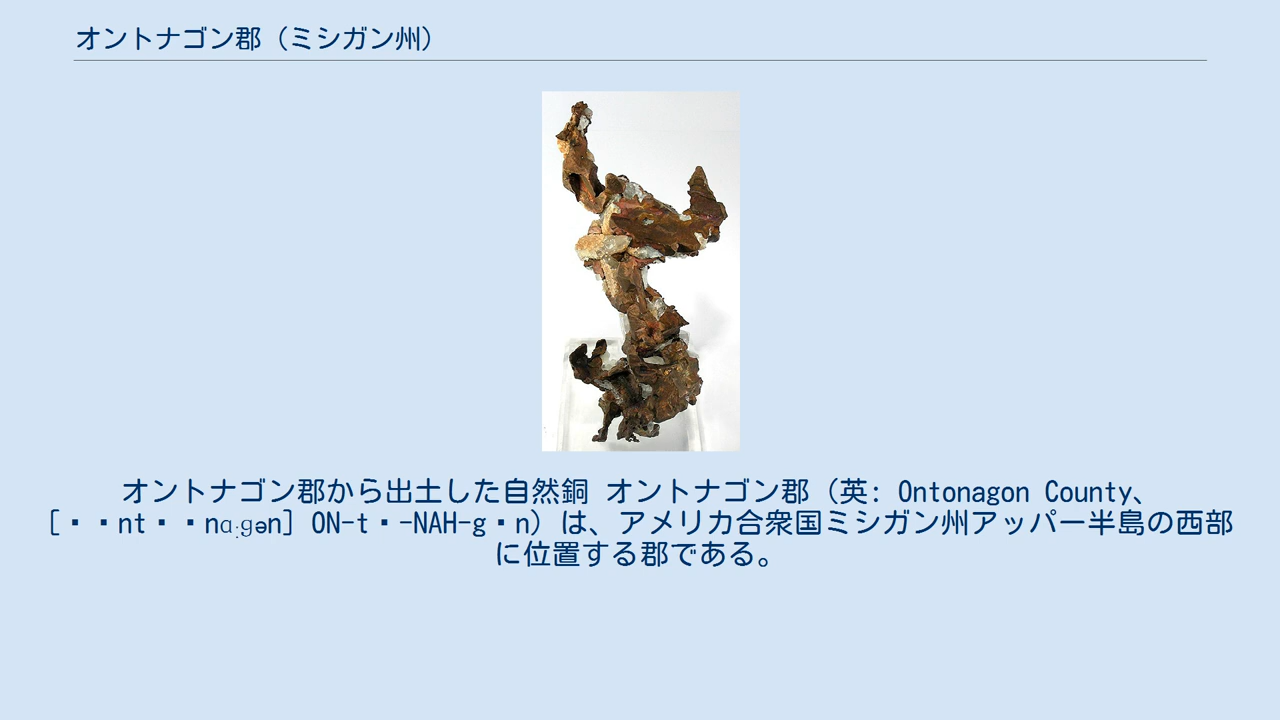 オントナゴン郡（ミシガン州）
オントナゴン郡から出土した自然銅 オントナゴン郡（英: Ontonagon County、
[▪▪nt▪▪nɑːɡən] ON-t▪-NAH-g▪n）は、アメリカ合衆国ミシガン州アッパー半島の西部
に位置する郡である。